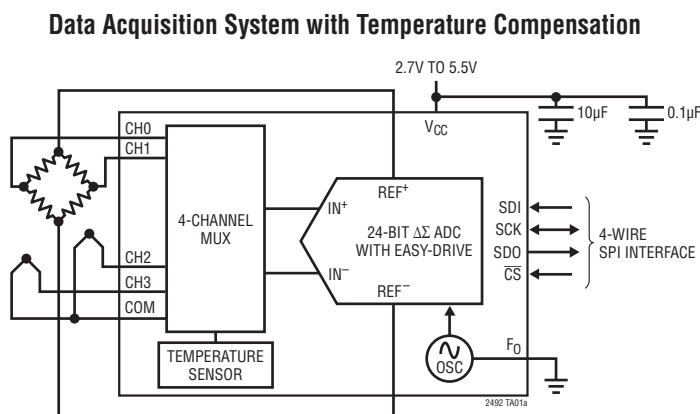 Data Acquisition System with Temperature Compensation
2.7V TO 5.5V
10µF
0.1µF
VCC
CH0
CH1
4-CHANNEL
MUX
IN+
IN−
REF+
24-BIT ΔΣ ADC
WITH EASY-DRIVE
REF−
SDI
SCK
SDO
CS
4-WIRE
SPI INTERFACE
CH2
CH3
COM
TEMPERATURE
SENSOR
OSC
FO
2492 TA01a